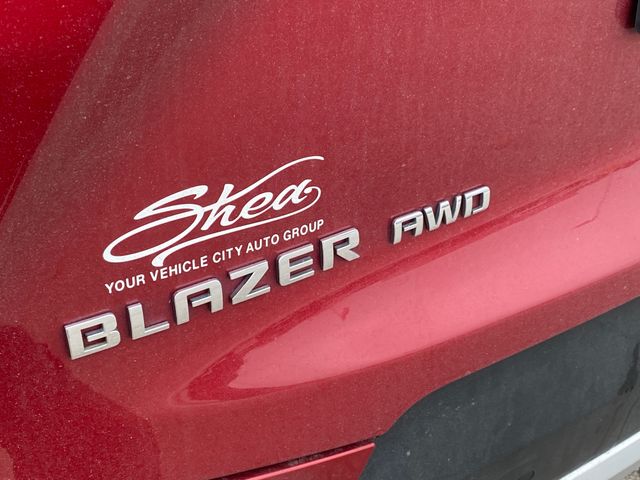 Shea
YOUR VEHICLE CITY AUTO GROUP
BLAZER AWD